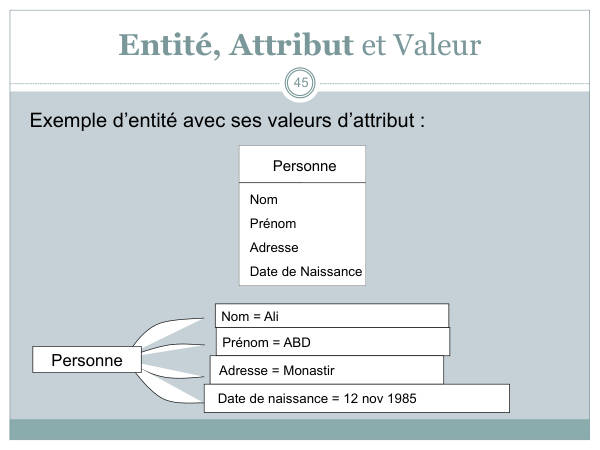 Entité, Attribut et Valeur
45
Exemple d’entité avec ses valeurs d’attribut :
Personne
Nom
Prénom
Adresse
Date de Naissance
Nom = Ali
Prénom = ABD
Personne
Adresse = Monastir
Date de naissance = 12 nov 1985